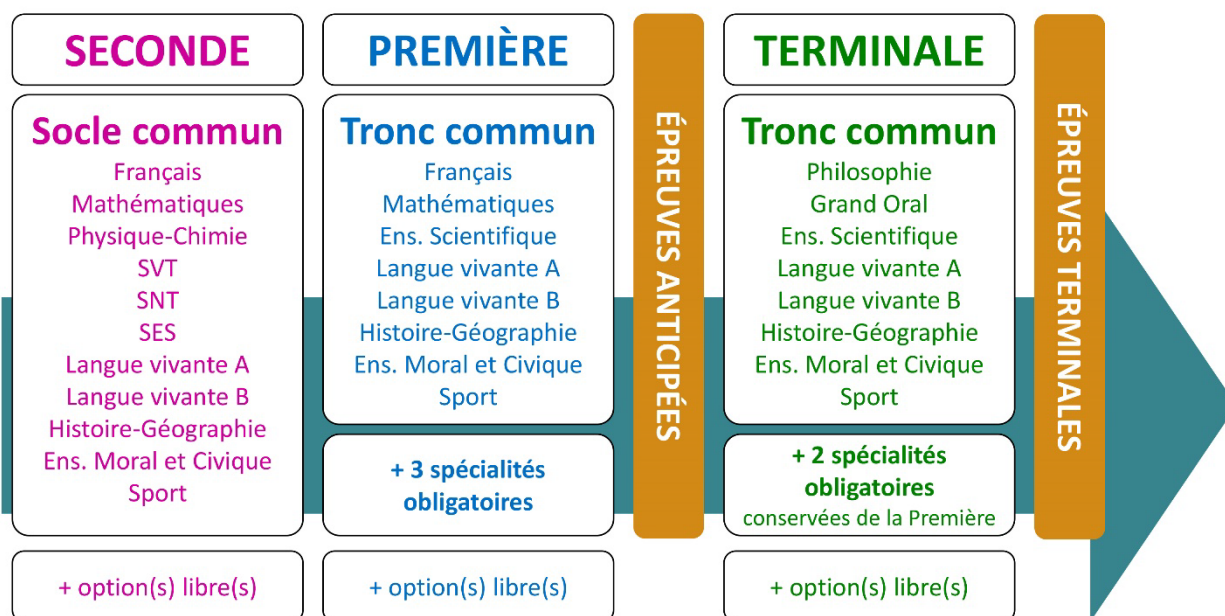 SECONDE
Socle commun
Français
Mathématiques
Physique-Chimie
SVT
SNT
SES
Langue vivante A
Langue vivante B
Histoire-Géographie
Ens. Moral et Civique
Sport
+ option(s) libre(s)
PREMIÈRE
Tronc commun
Français
Mathématiques
Ens. Scientifique
Langue vivante A
Langue vivante B
Histoire-Géographie
Ens. Moral et Civique
Sport
+ 3 spécialités
obligatoires
+ option(s) libre(s)
ÉPREUVES ANTICIPÉES
TERMINALE
Tronc commun
Philosophie
Grand Oral
Ens. Scientifique
Langue vivante A
Langue vivante B
Histoire-Géographie
Ens. Moral et Civique
Sport
+ 2 spécialités
obligatoires
conservées de la Première
+ option(s) libre(s)
ÉPREUVES TERMINALES